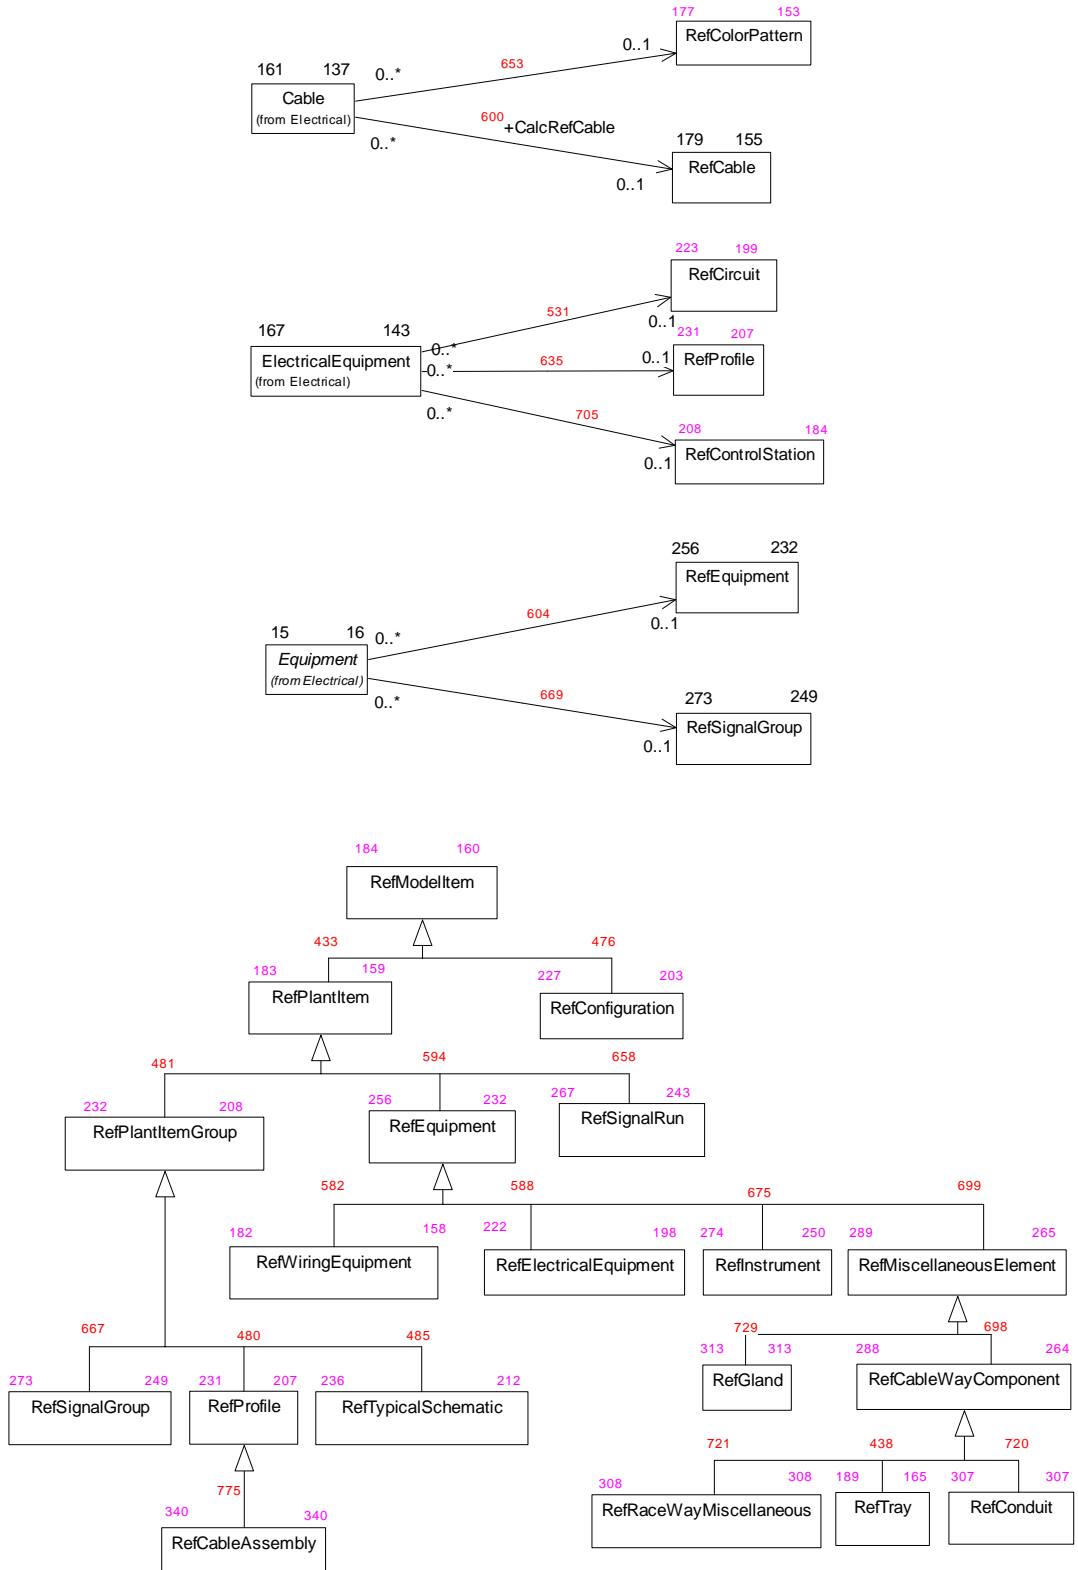 177 153
RefColorPattern
0..1
653
0..*
161 137
Cable
(from Electrical)
600
+CalcRefCable
0..*
179 155
RefCable
0..1
223 199
RefCircuit
531
0..1
167 143
ElectricalEquipment
(from Electrical)
0..*
0..*
635
0..1
231 207
RefProfile
0..*
705
208 184
RefControlStation
0..1
256 232
RefEquipment
604
0..1
15 16
0..*
Equipment
(from Electrical)
0..*
669
273 249
RefSignalGroup
0..1
184 160
RefModelItem
433 476
183 159
RefPlantItem
227 203
RefConfiguration
481 594 658
232 208
RefPlantItemGroup
256 232
RefEquipment
267 243
RefSignalRun
582 588 675 699
182 158
RefWiringEquipment
222 198
RefElectricalEquipment
274 250
RefInstrument
289 265
RefMiscellaneousElement
667 480 485
729 698
273 249
RefSignalGroup
231 207
RefProfile
236 212
RefTypicalSchematic
313 313
RefGland
288 264
RefCableWayComponent
775
721 438 720
340 340
RefCableAssembly
308 308
RefRaceWayMiscellaneous
189 165
RefTray
307 307
RefConduit